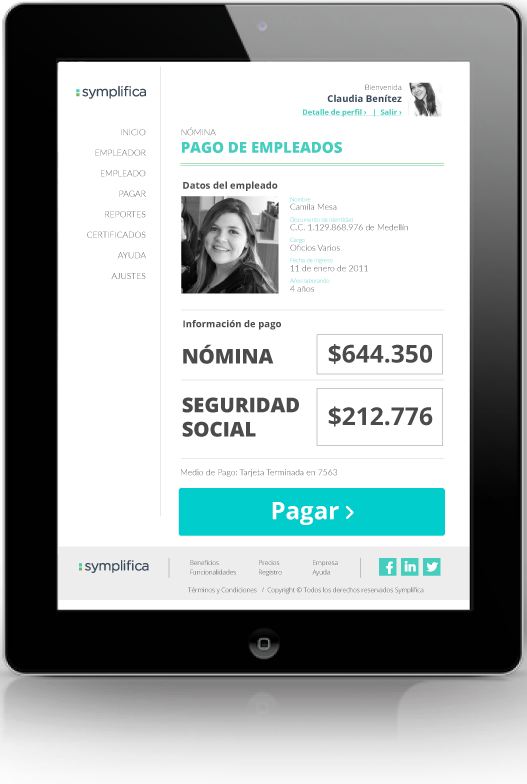 symplifica
Bienvenida
Claudia Benítez
Detalle de perfil › | Salir ›
INICIO
EMPLEADOR
EMPLEADO
PAGAR
REPORTES
CERTIFICADOS
AYUDA
AJUSTES
NÓMINA
PAGO DE EMPLEADOS
Datos del empleado
Nombre
Camila Mesa
Documento de identidad
C.C. 1.129.868.976 de Medellín
Cargo
Oficios Varios
Fecha de ingreso
11 de enero de 2011
Años laborando
4 años
Información de pago
NÓMINA
$644.350
SEGURIDAD
SOCIAL
$212.776
Medio de Pago: Tarjeta Terminada en 7563
Pagar ›
symplifica
Beneficios Precios Empresa
Funcionalidades Registro Ayuda
Términos y Condiciones / Copyright © Todos los derechos reservados Symplifica